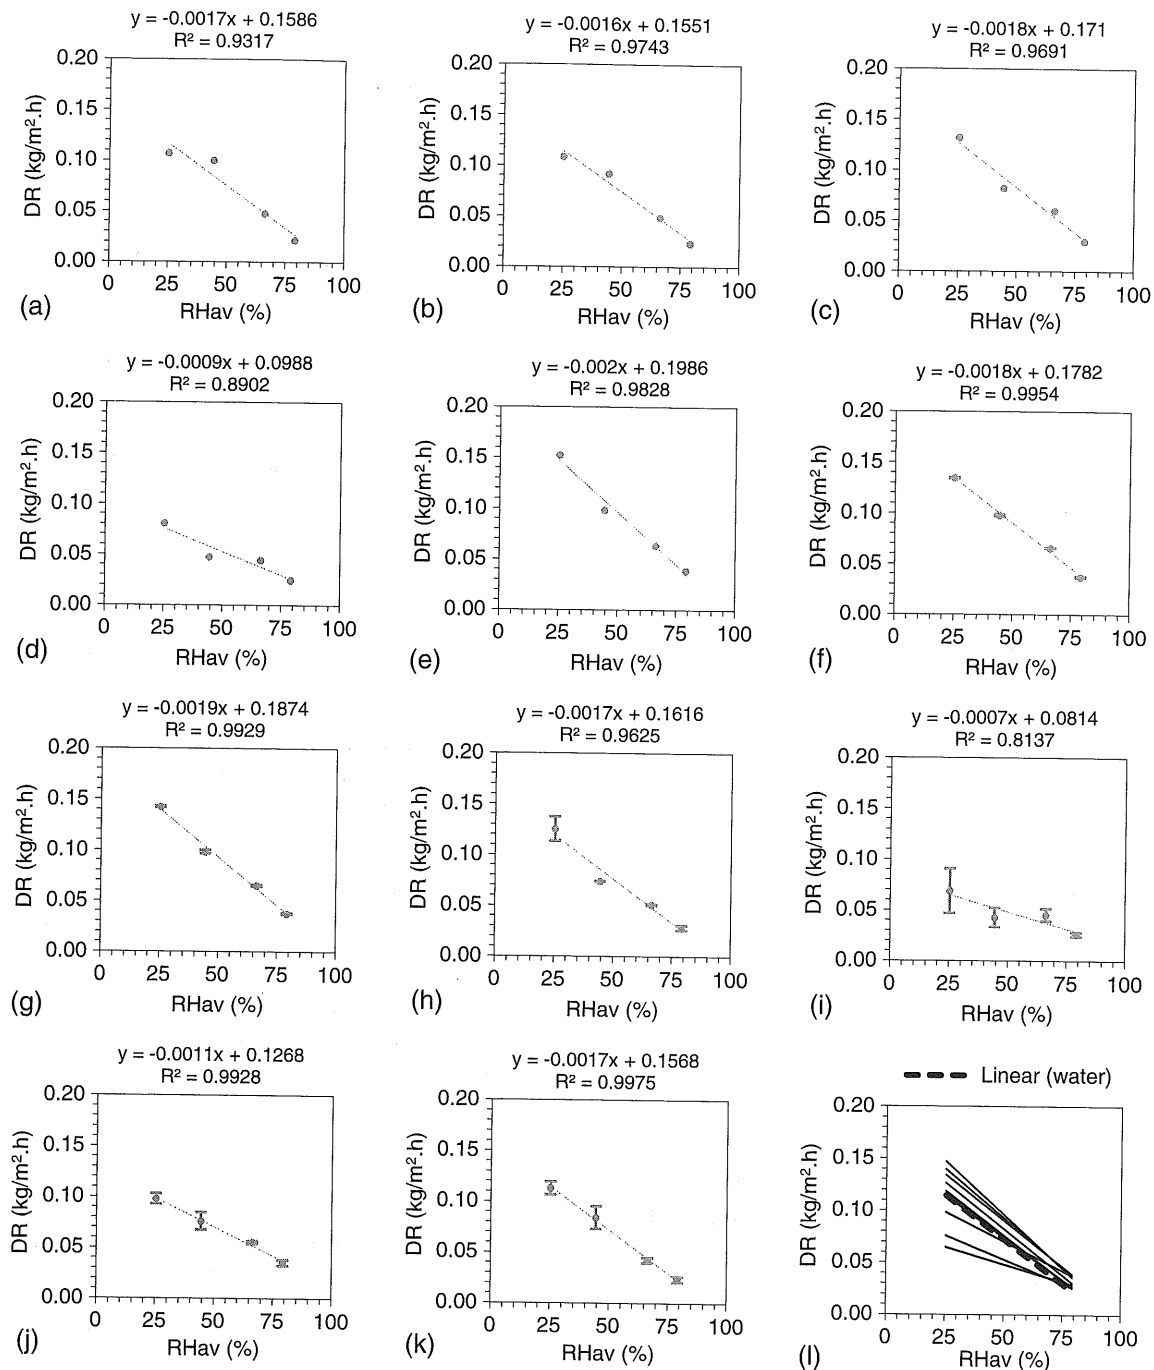 y = -0.0017x + 0.1586
R² = 0.9317
0.20
0.15
0.10
0.05
0.00
DR (kg/m².h)
0 25 50 75 100
RHav (%)
(a)
y = -0.0016x + 0.1551
R² = 0.9743
0.20
0.15
0.10
0.05
0.00
DR (kg/m².h)
0 25 50 75 100
RHav (%)
(b)
y = -0.0018x + 0.171
R² = 0.9691
0.20
0.15
0.10
0.05
0.00
DR (kg/m².h)
0 25 50 75 100
RHav (%)
(c)
y = -0.0009x + 0.0988
R² = 0.8902
0.20
0.15
0.10
0.05
0.00
DR (kg/m².h)
0 25 50 75 100
RHav (%)
(d)
y = -0.002x + 0.1986
R² = 0.9828
0.20
0.15
0.10
0.05
0.00
DR (kg/m².h)
0 25 50 75 100
RHav (%)
(e)
y = -0.0018x + 0.1782
R² = 0.9954
0.20
0.15
0.10
0.05
0.00
DR (kg/m².h)
0 25 50 75 100
RHav (%)
(f)
y = -0.0019x + 0.1874
R² = 0.9929
0.20
0.15
0.10
0.05
0.00
DR (kg/m².h)
0 25 50 75 100
RHav (%)
(g)
y = -0.0017x + 0.1616
R² = 0.9625
0.20
0.15
0.10
0.05
0.00
DR (kg/m².h)
0 25 50 75 100
RHav (%)
(h)
y = -0.0007x + 0.0814
R² = 0.8137
0.20
0.15
0.10
0.05
0.00
DR (kg/m².h)
0 25 50 75 100
RHav (%)
(i)
y = -0.0011x + 0.1268
R² = 0.9928
0.20
0.15
0.10
0.05
0.00
DR (kg/m².h)
0 25 50 75 100
RHav (%)
(j)
y = -0.0017x + 0.1568
R² = 0.9975
0.20
0.15
0.10
0.05
0.00
DR (kg/m².h)
0 25 50 75 100
RHav (%)
(k)
Linear (water)
0.20
0.15
0.10
0.05
0.00
DR (kg/m².h)
0 25 50 75 100
RHav (%)
(l)